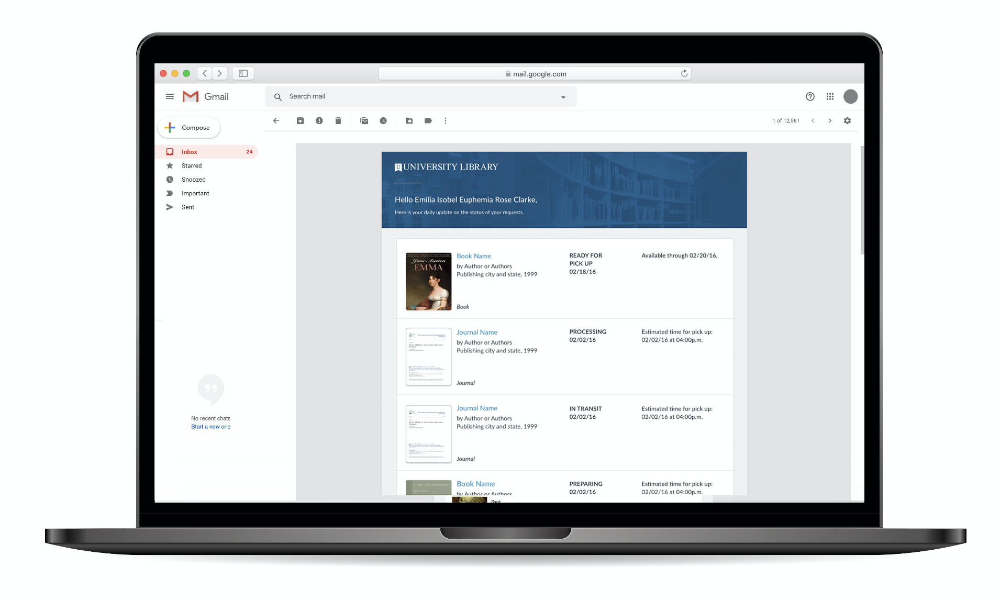 mail.google.com
Gmail
Search mail
Compose
1 of 12,561
Inbox 24
Starred
Snoozed
Important
Sent
No recent chats
Start a new one
U UNIVERSITY LIBRARY
Hello Emilia Isobel Euphemia Rose Clarke,
Here is your daily update on the status of your requests.
Jane Austen
EMMA
Book Name
by Author or Authors
Publishing city and state, 1999
Book
READY FOR
PICK UP
02/18/16
Available through 02/20/16.
Journal Name
by Author or Authors
Publishing city and state, 1999
Journal
PROCESSING
02/02/16
Estimated time for pick up:
02/02/16 at 04:00p.m.
Journal Name
by Author or Authors
Publishing city and state, 1999
Journal
IN TRANSIT
02/02/16
Estimated time for pick up:
02/02/16 at 04:00p.m.
PRIDE AND PREJUDICE
Book Name
by Author or Authors
PREPARING
02/02/16
Estimated time for pick up:
02/02/16 at 04:00p.m.
Book